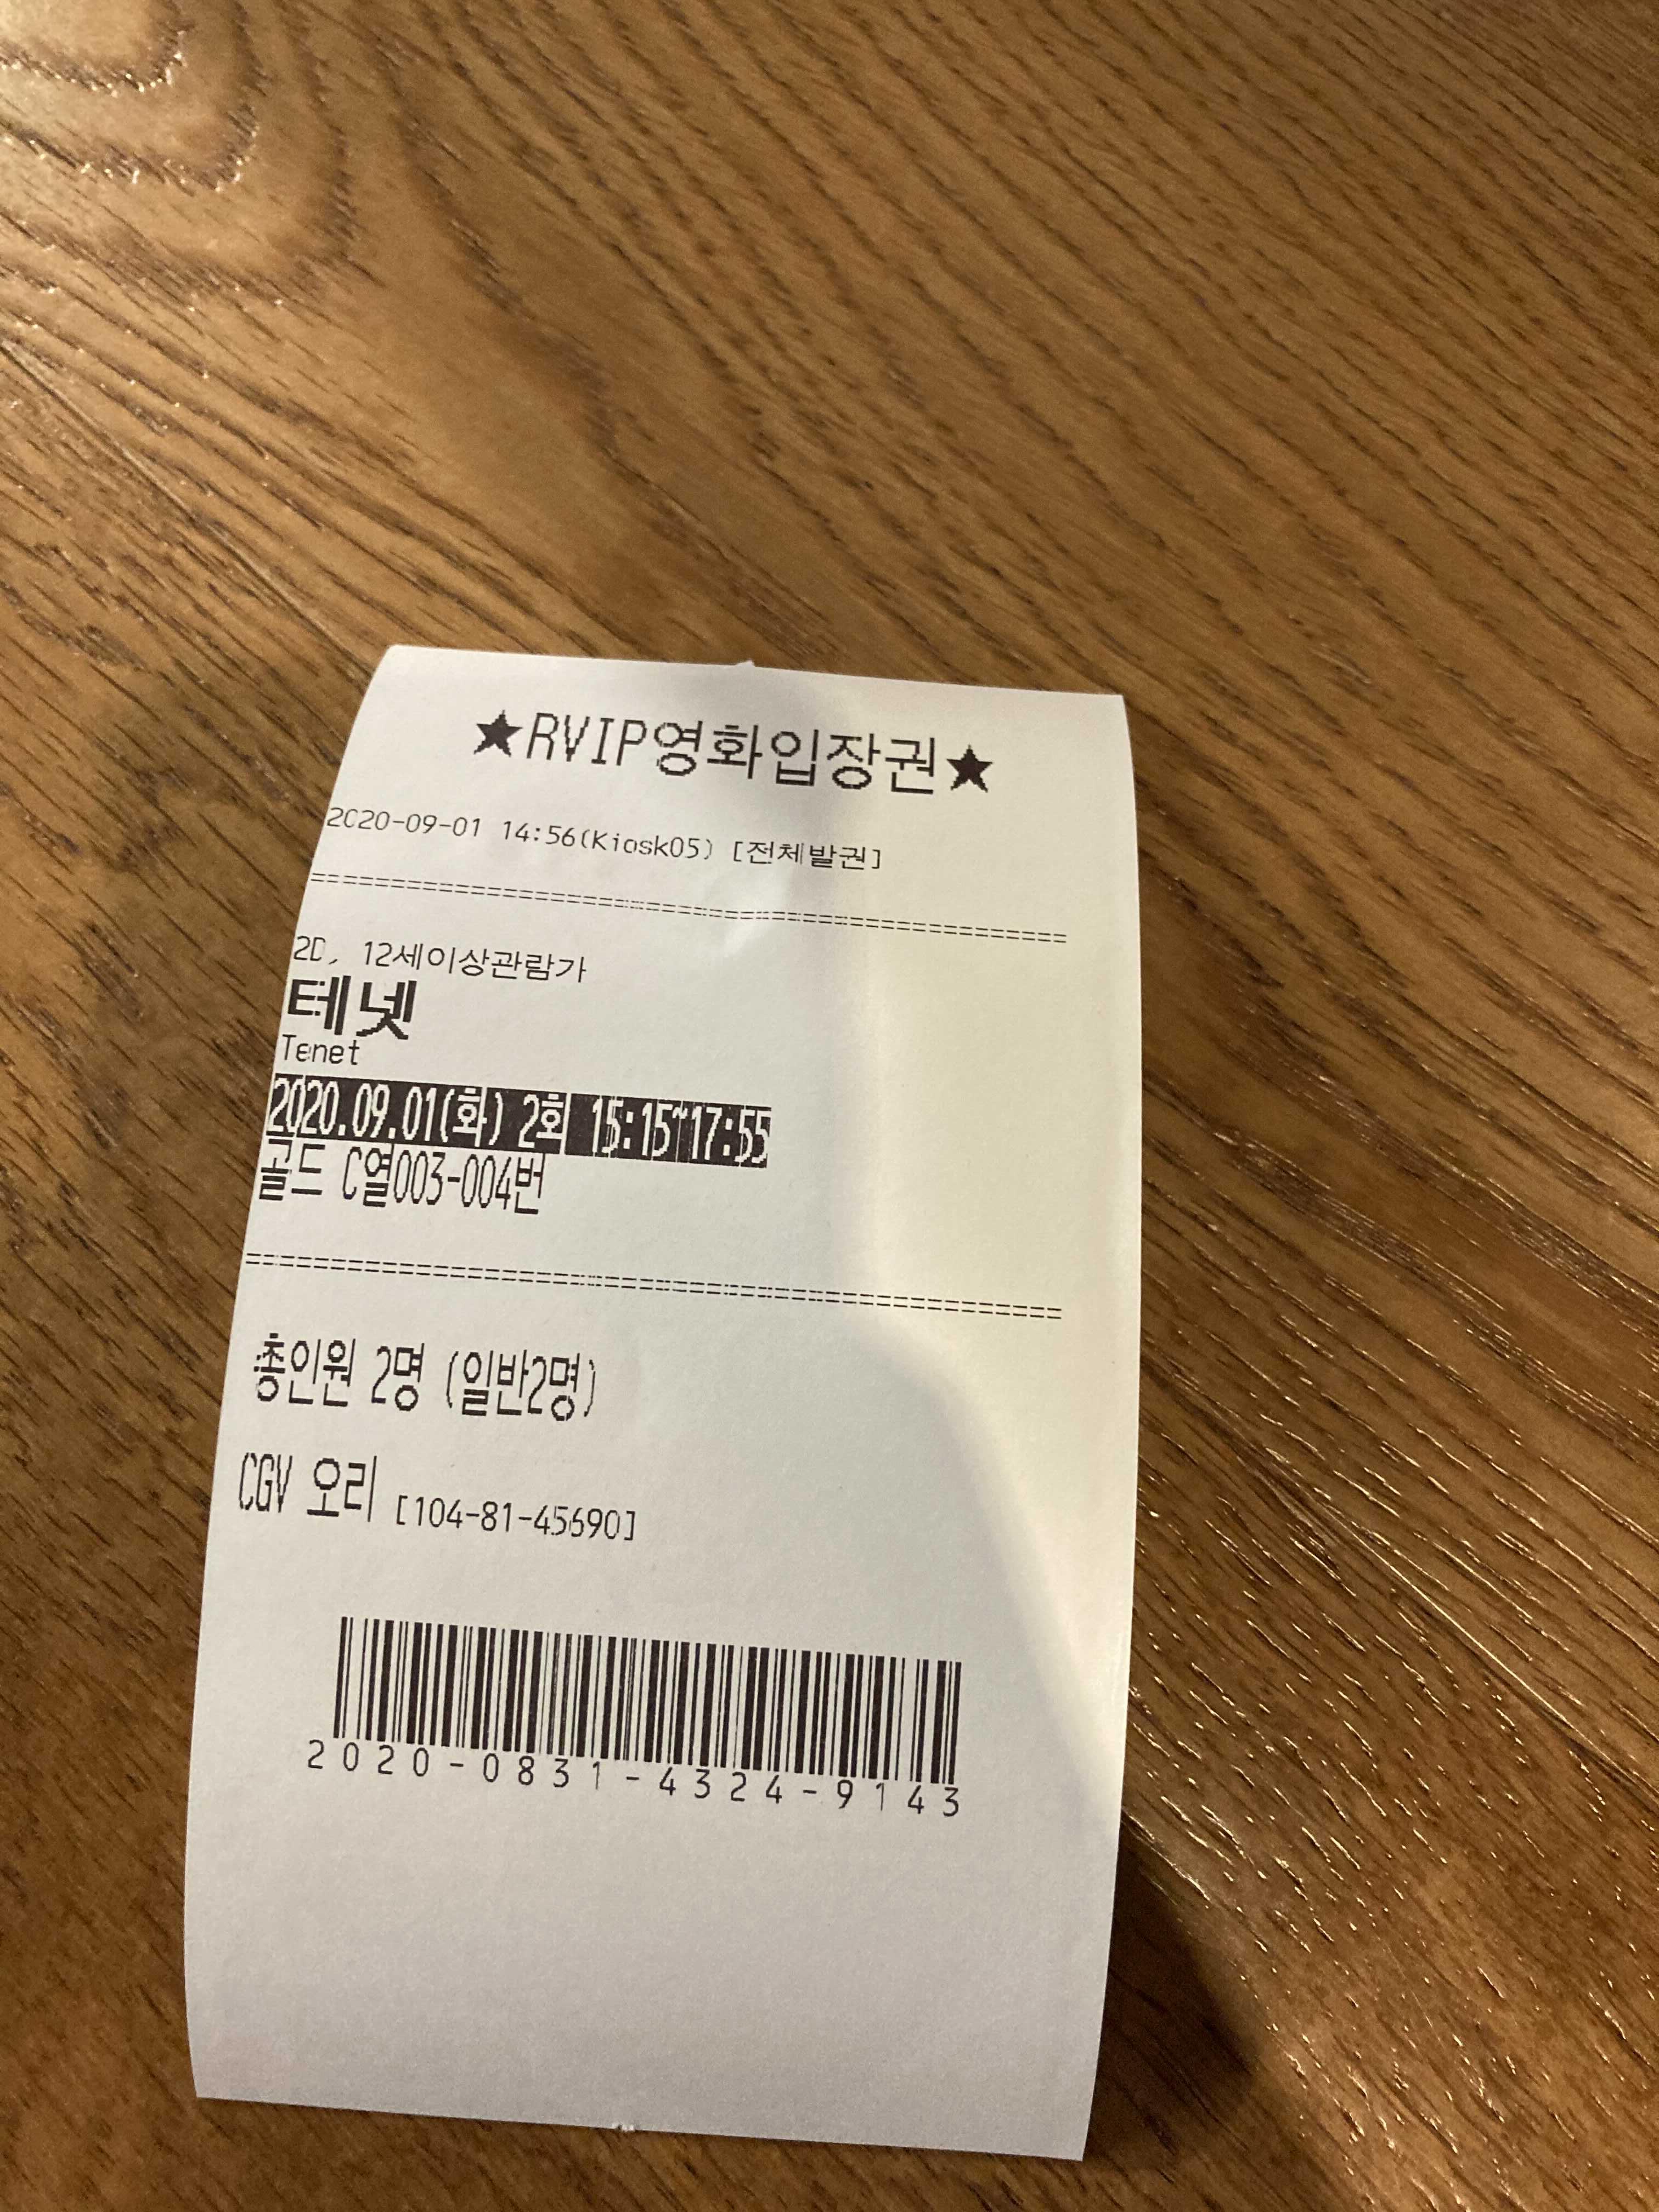 ★RVIP영화입장권★
2020-09-01 14:56(Kiosk05) [전체발권]
================================================
2D, 12세이상관람가
테넷
Tenet
2020.09.01(화) 2회 15:15~17:55
골드 C열003-004번
================================================
총인원 2명 (일반2명)
CGV 오리 [104-81-45690]
2020-0831-4324-9143